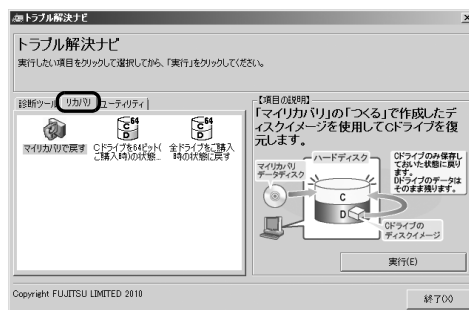 トラブル解決ナビ
トラブル解決ナビ
実行したい項目をクリックして選択してから、「実行」をクリックしてください。
診断ツール
リカバリ
ユーティリティ
マイリカバリで戻す
Cドライブを64ビット(
ご購入時)の状態...
全ドライブをご購入
時の状態に戻す
64
64
【項目の説明】
「マイリカバリ」の「つくる」で作成したデ
ィスクイメージを使用してCドライブを復
元します。
マイリカバリ
データディスク
ハードディスク
C
D
Cドライブのみ保存し
ておいた状態に戻り
ます。
Dドライブのデータは
そのまま残ります。
Cドライブの
ディスクイメージ
実行(E)
Copyright FUJITSU LIMITED 2010
終了(X)